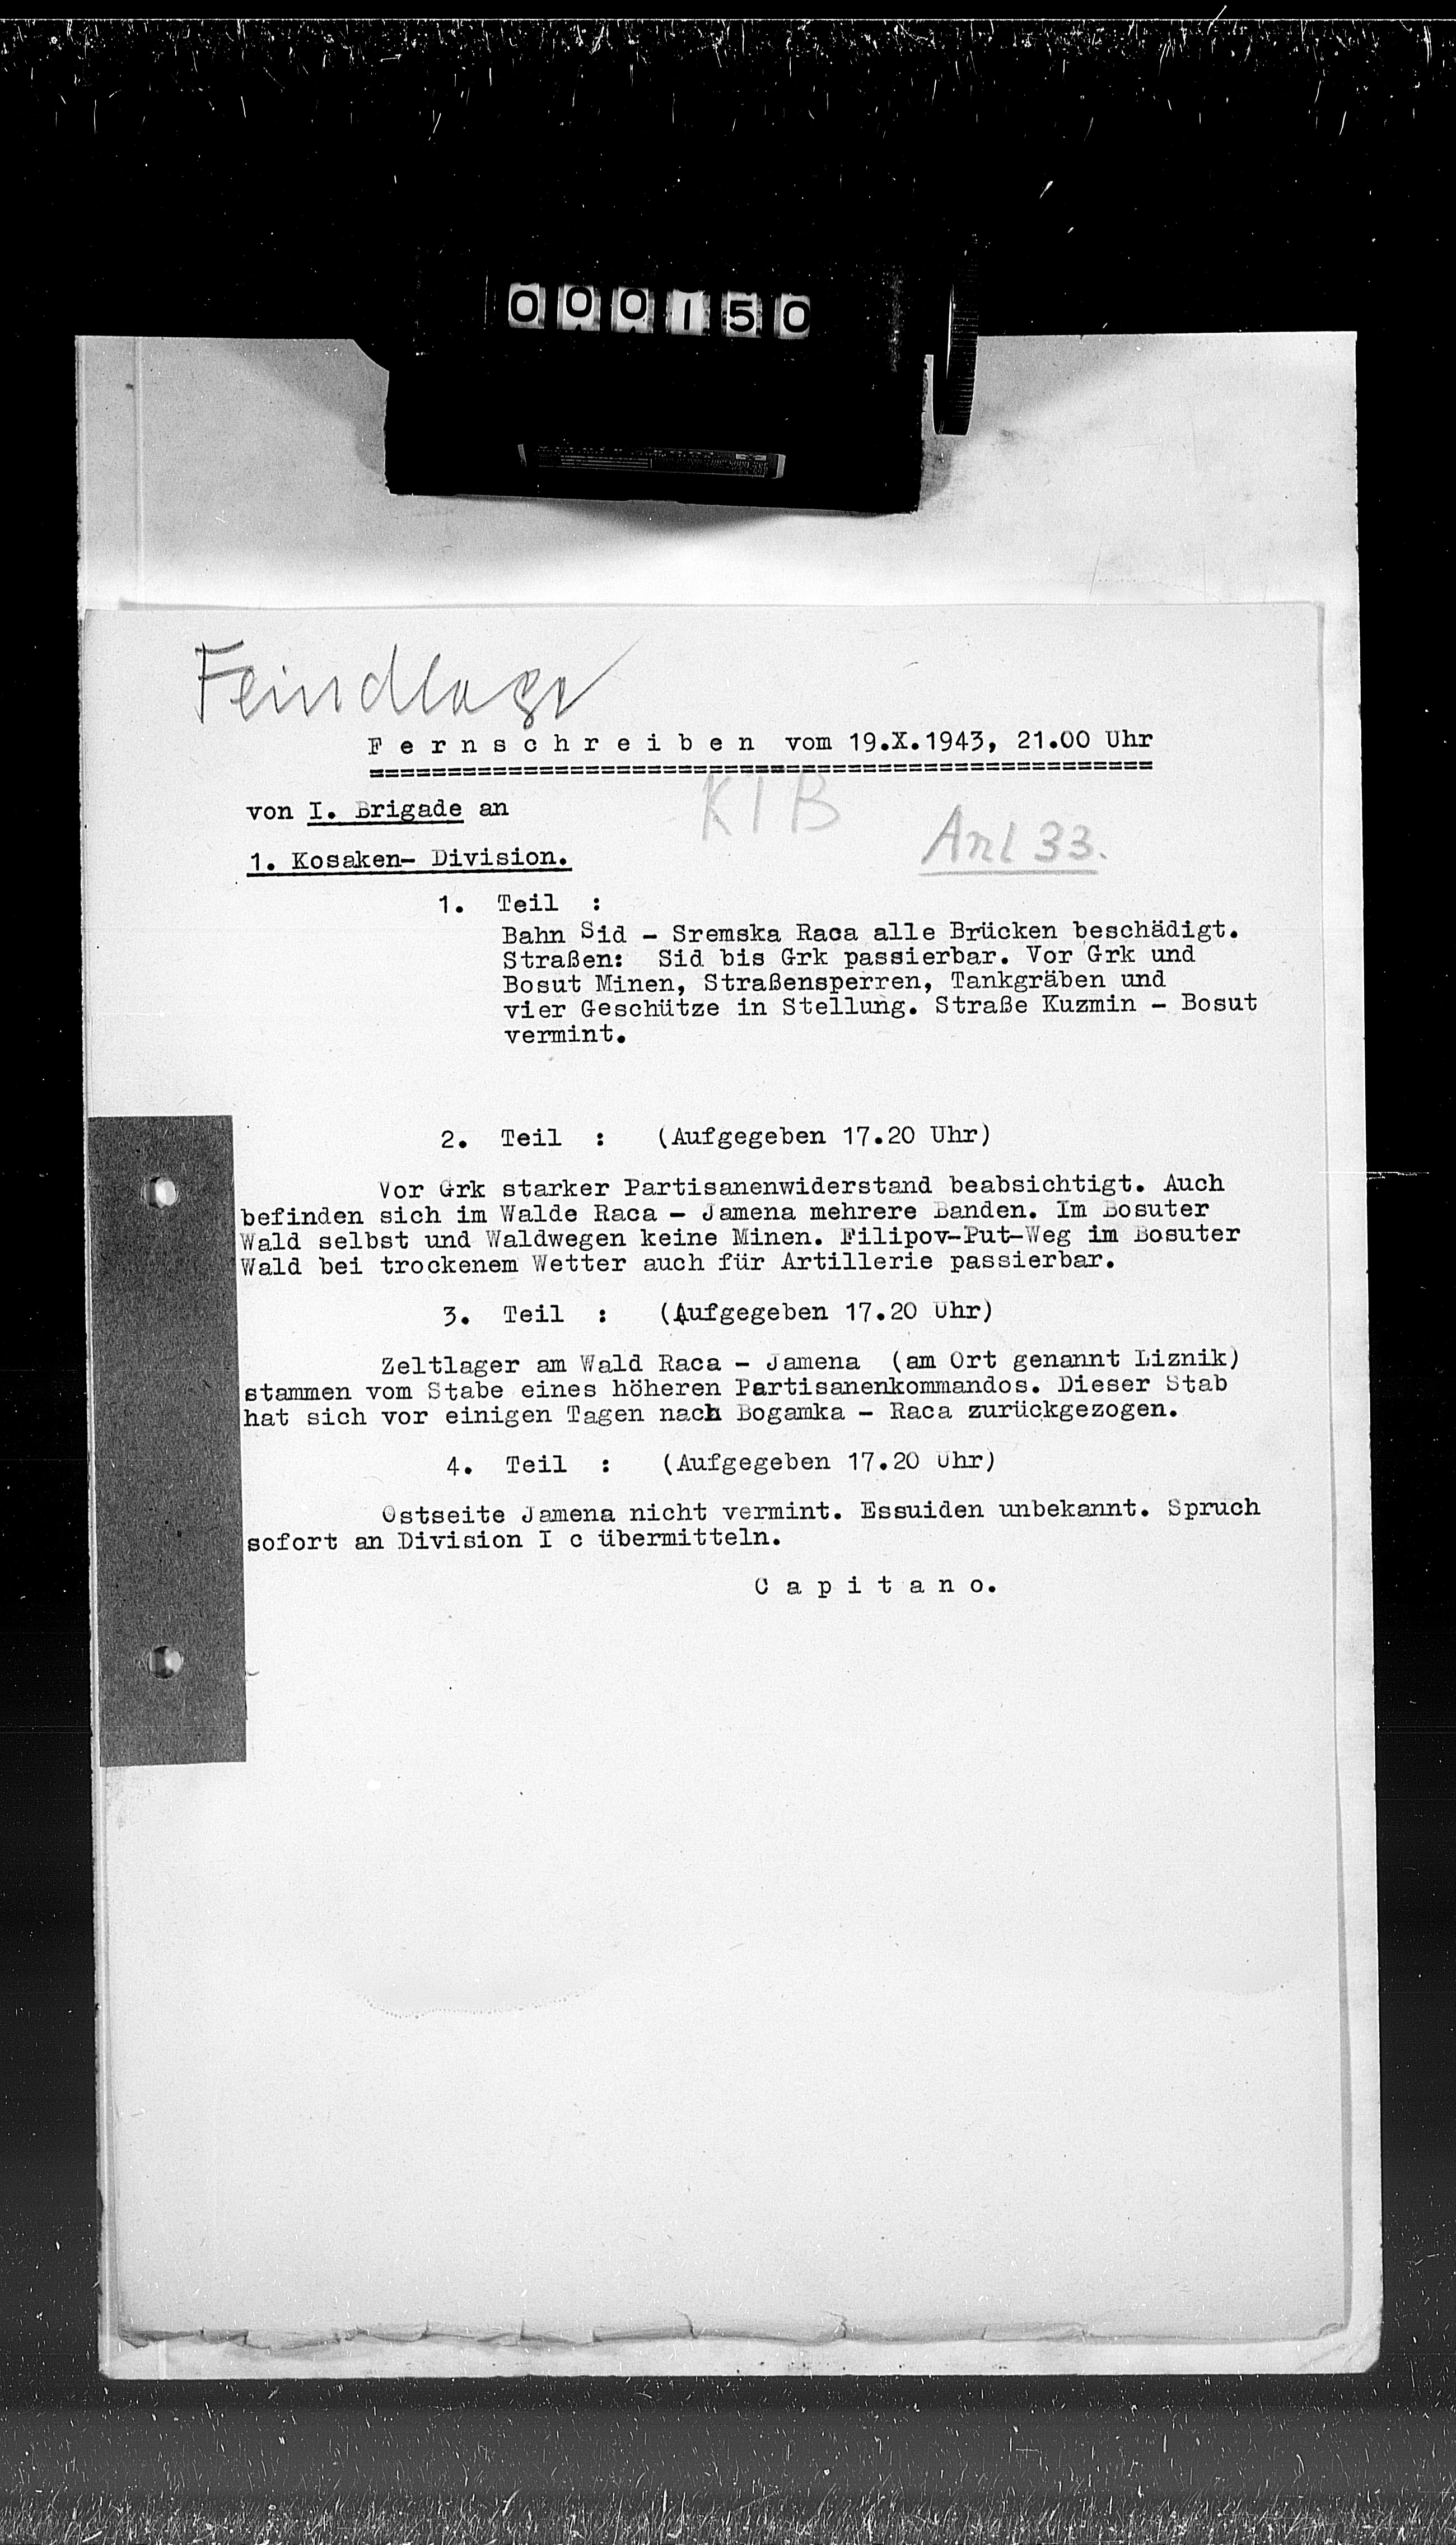 000150
Feindlage
F e r n s c h r e i b e n vom 19.X.1943, 21.00 Uhr
==================================================
KTB
von I. Brigade an
Anl 33.
1. Kosaken- Division.
1. Teil :
Bahn Sid - Sremska Raca alle Brücken beschädigt.
Straßen: Sid bis Grk passierbar. Vor Grk und
Bosut Minen, Straßensperren, Tankgräben und
vier Geschütze in Stellung. Straße Kuzmin - Bosut
vermint.
2. Teil : (Aufgegeben 17.20 Uhr)
Vor Grk starker Partisanenwiderstand beabsichtigt. Auch
befinden sich im Walde Raca - Jamena mehrere Banden. Im Bosuter
Wald selbst und Waldwegen keine Minen. Filipov-Put-Weg im Bosuter
Wald bei trockenem Wetter auch für Artillerie passierbar.
3. Teil : (Aufgegeben 17.20 Uhr)
Zeltlager am Wald Raca - Jamena (am Ort genannt Liznik)
stammen vom Stabe eines höheren Partisanenkommandos. Dieser Stab
hat sich vor einigen Tagen nach Bogamka - Raca zurückgezogen.
4. Teil : (Aufgegeben 17.20 Uhr)
Ostseite Jamena nicht vermint. Essuiden unbekannt. Spruch
sofort an Division I c übermitteln.
C a p i t a n o.